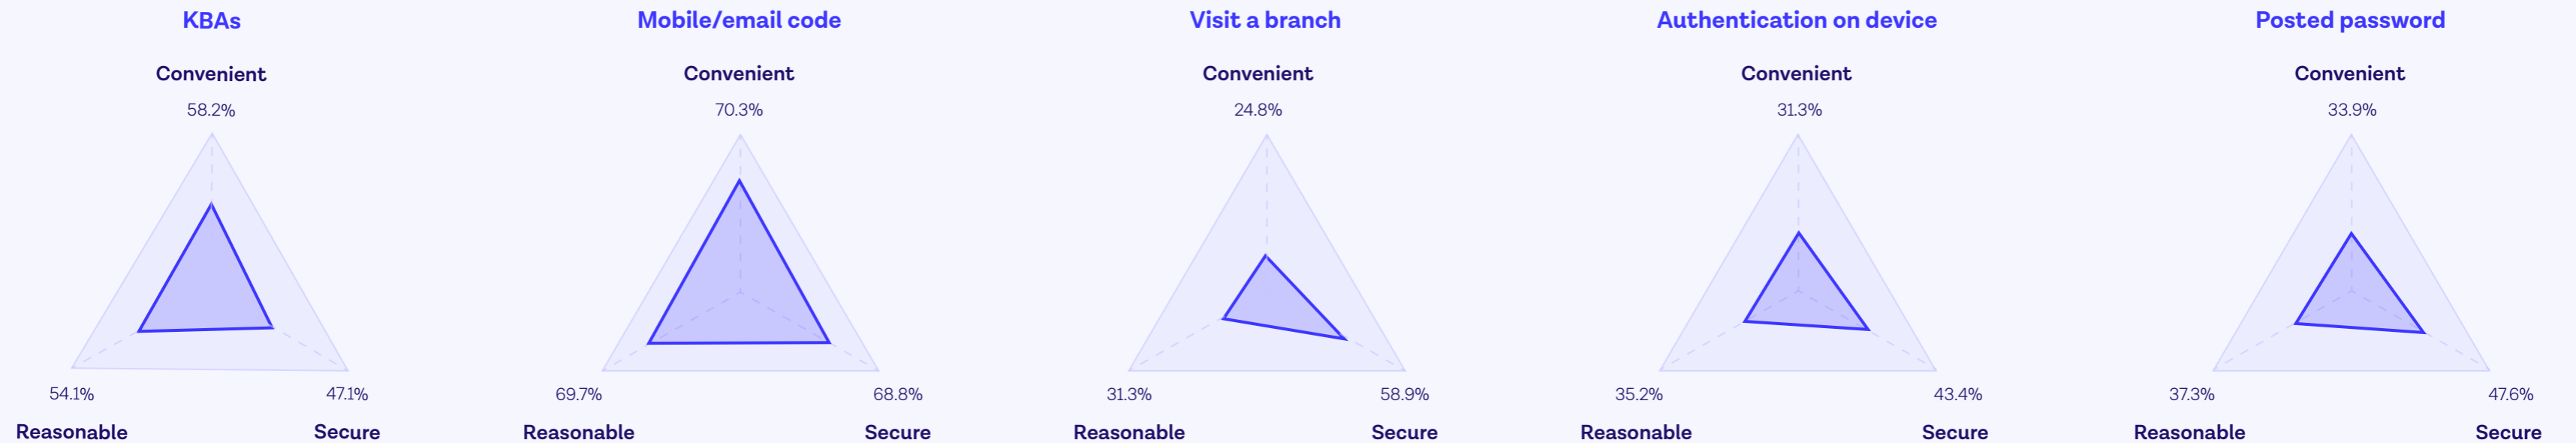 KBAs
Convenient
58.2%
54.1%
47.1%
Reasonable
Secure
Mobile/email code
Convenient
70.3%
69.7%
68.8%
Reasonable
Secure
Visit a branch
Convenient
24.8%
31.3%
58.9%
Reasonable
Secure
Authentication on device
Convenient
31.3%
35.2%
43.4%
Reasonable
Secure
Posted password
Convenient
33.9%
37.3%
47.6%
Reasonable
Secure